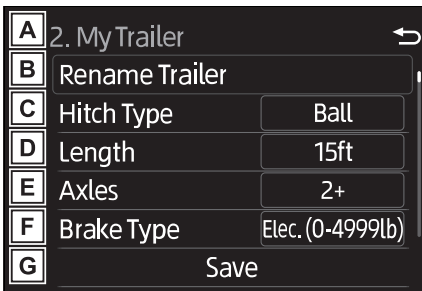 A 2. My Trailer
B Rename Trailer
C Hitch Type Ball
D Length 15ft
E Axles 2+
F Brake Type Elec. (0-4999lb)
G Save